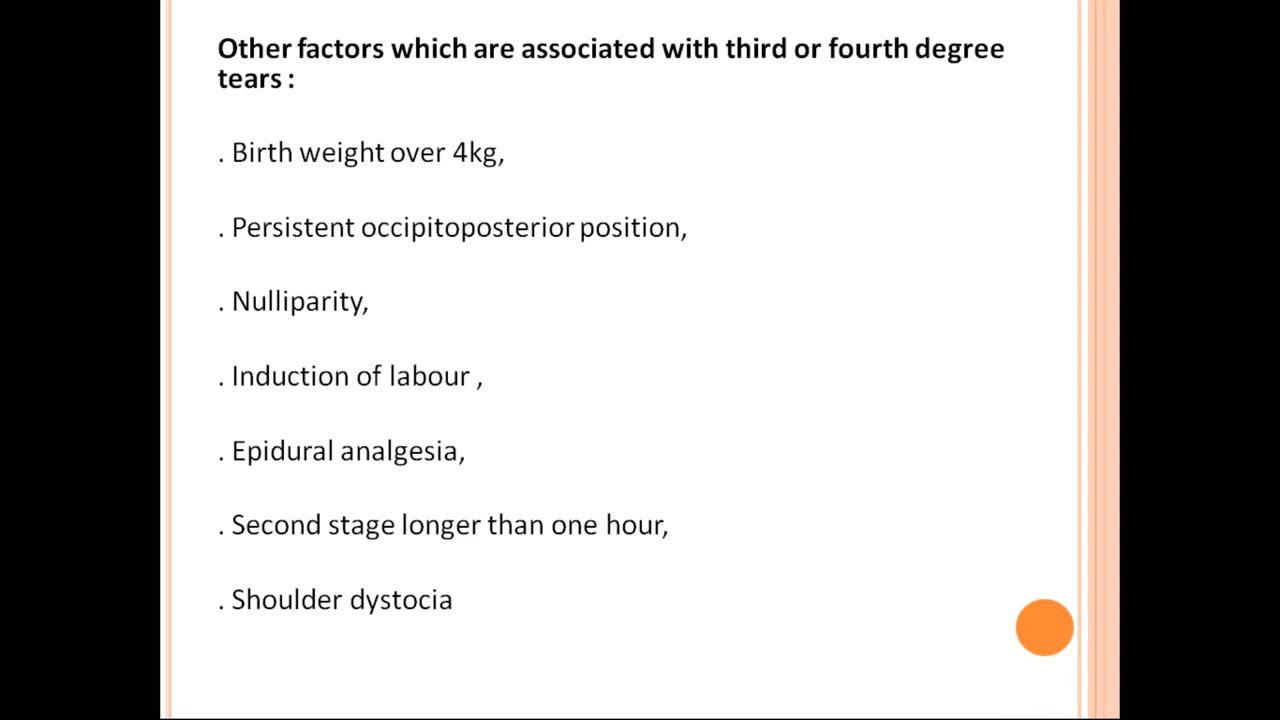 Other factors which are associated with third or fourth degree
tears :
. Birth weight over 4kg,
. Persistent occipitoposterior position,
. Nulliparity,
. Induction of labour ,
. Epidural analgesia,
. Second stage longer than one hour,
. Shoulder dystocia